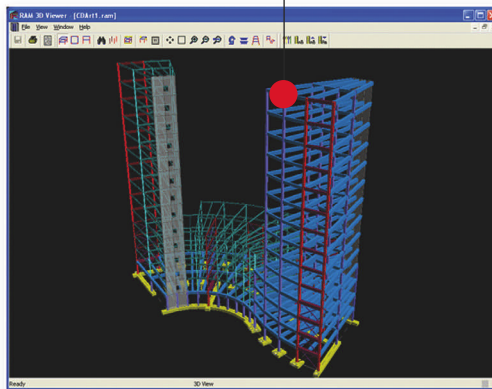 RAM 3D Viewer - [CDArt1.ram]
File View Window Help
Ready 3D View